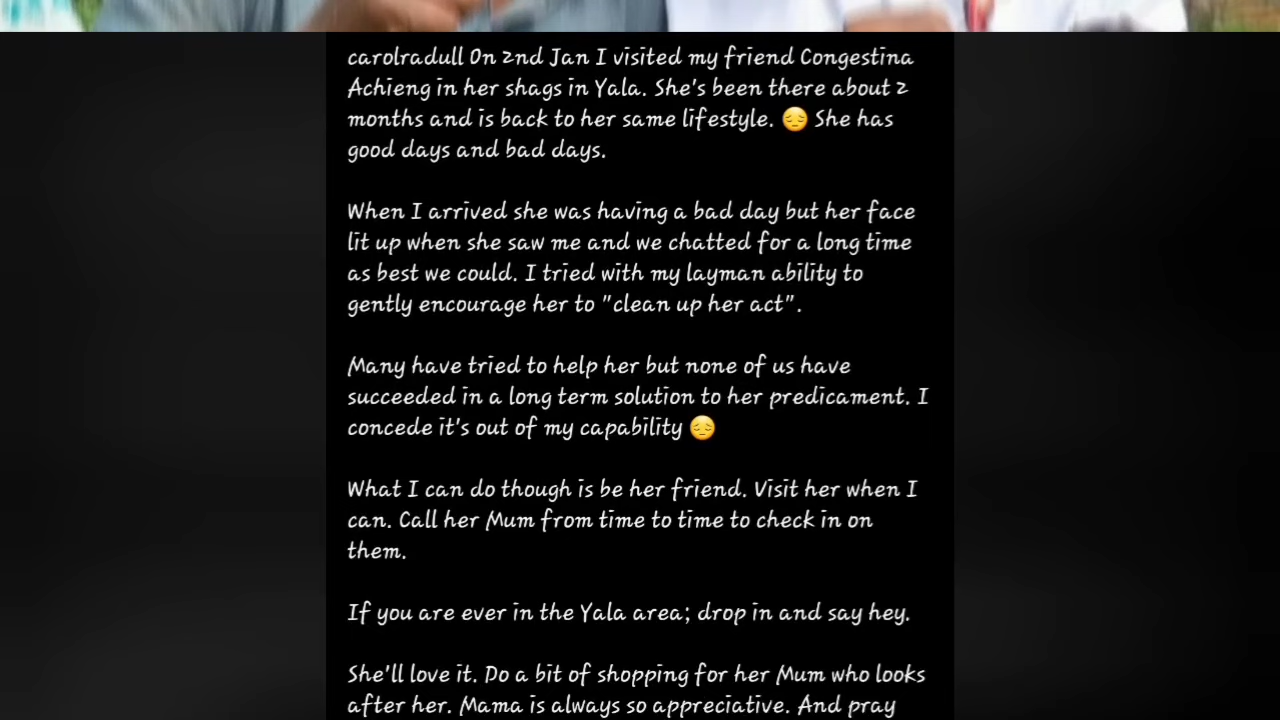 carolradull On 2nd Jan I visited my friend Congestina
Achieng in her shags in Yala. She's been there about 2
months and is back to her same lifestyle. 😔 She has
good days and bad days.
When I arrived she was having a bad day but her face
lit up when she saw me and we chatted for a long time
as best we could. I tried with my layman ability to
gently encourage her to "clean up her act".
Many have tried to help her but none of us have
succeeded in a long term solution to her predicament. I
concede it's out of my capability 😔
What I can do though is be her friend. Visit her when I
can. Call her Mum from time to time to check in on
them.
If you are ever in the Yala area; drop in and say hey.
She'll love it. Do a bit of shopping for her Mum who looks
after her. Mama is always so appreciative. And pray